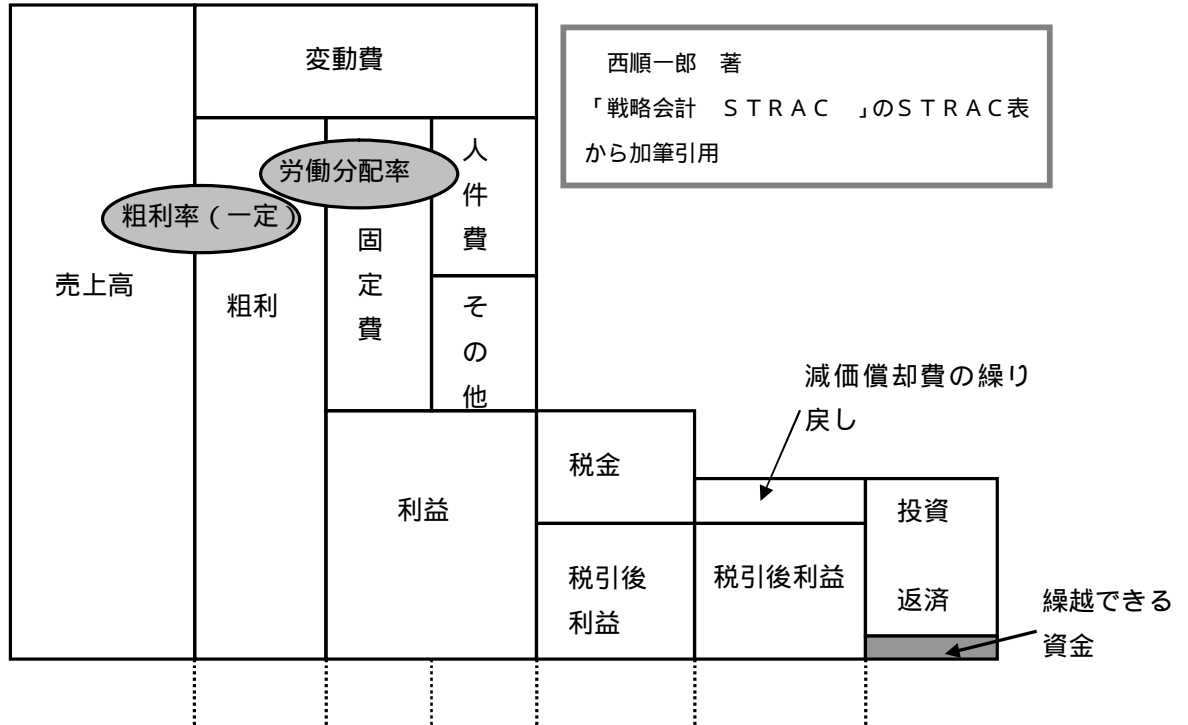 変動費
西順一郎　著
「戦略会計　ＳＴＲＡＣ　」のＳＴＲＡＣ表
から加筆引用
労働分配率
人件費
粗利率（一定）
固定費
売上高
粗利
その他
減価償却費の繰り
戻し
税金
利益
投資
税引後
利益
税引後利益
返済
繰越できる
資金